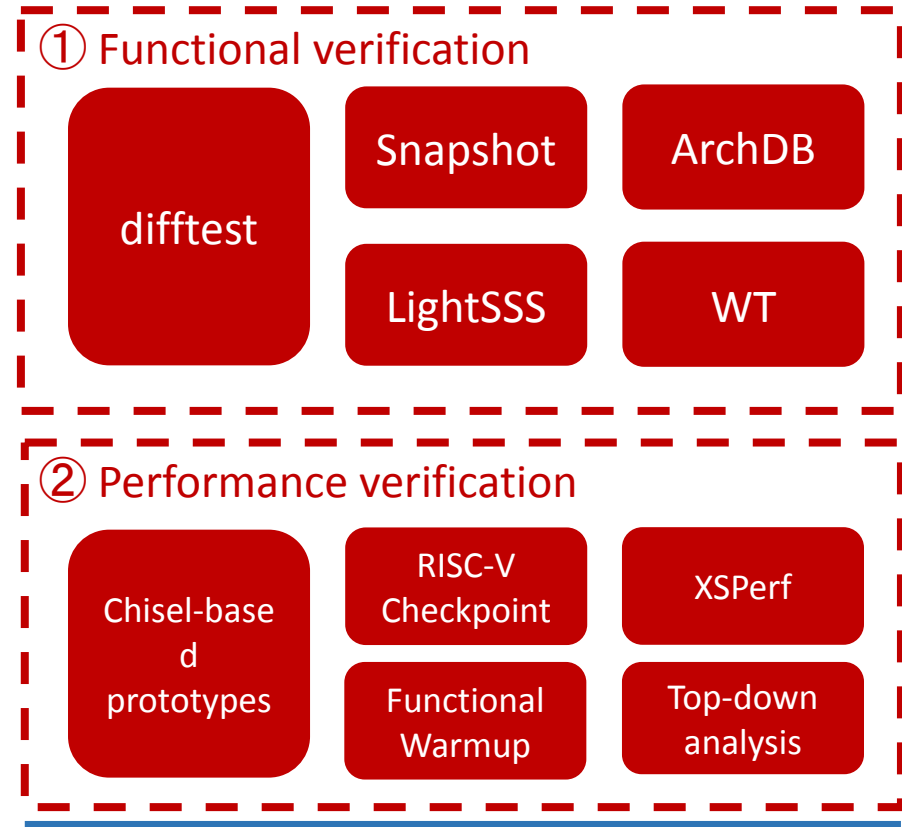 ① Functional verification
difftest
Snapshot
ArchDB
LightSSS
WT
② Performance verification
Chisel-base
d
prototypes
RISC-V
Checkpoint
XSPerf
Functional
Warmup
Top-down
analysis